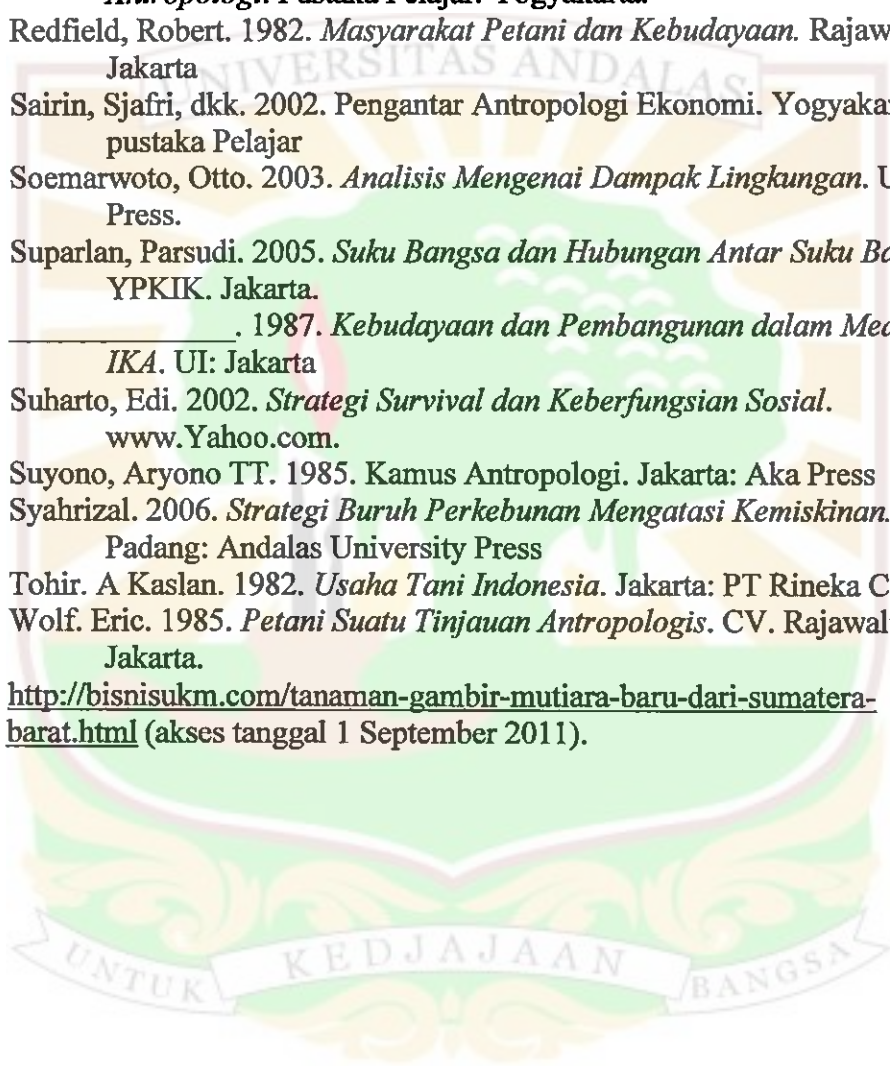 Antropologi. Pustaka Pelajar. Yogyakarta.
Redfield, Robert. 1982. Masyarakat Petani dan Kebudayaan. Rajaw
Jakarta
Sairin, Sjafri, dkk. 2002. Pengantar Antropologi Ekonomi. Yogyaka
pustaka Pelajar
Soemarwoto, Otto. 2003. Analisis Mengenai Dampak Lingkungan. U
Press.
Suparlan, Parsudi. 2005. Suku Bangsa dan Hubungan Antar Suku Ba
YPKIK. Jakarta.
________________. 1987. Kebudayaan dan Pembangunan dalam Med
IKA. UI: Jakarta
Suharto, Edi. 2002. Strategi Survival dan Keberfungsian Sosial.
www.Yahoo.com.
Suyono, Aryono TT. 1985. Kamus Antropologi. Jakarta: Aka Press
Syahrizal. 2006. Strategi Buruh Perkebunan Mengatasi Kemiskinan.
Padang: Andalas University Press
Tohir. A Kaslan. 1982. Usaha Tani Indonesia. Jakarta: PT Rineka C
Wolf. Eric. 1985. Petani Suatu Tinjauan Antropologis. CV. Rajawal
Jakarta.
http://bisnisukm.com/tanaman-gambir-mutiara-baru-dari-sumatera-
barat.html (akses tanggal 1 September 2011).
UNIVERSITAS ANDALAS
UNTUK KEDJAJAAN BANGSA